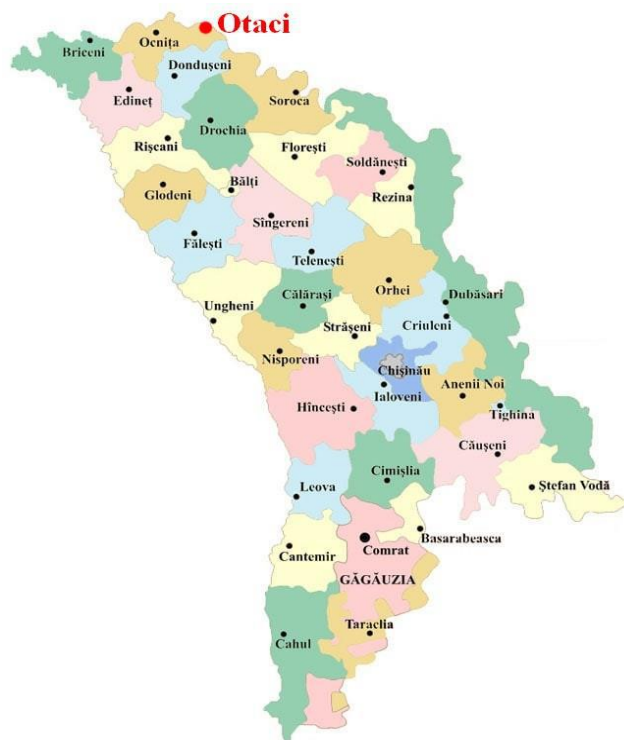 Otaci
Ocnița
Briceni
Dondușeni
Edineț
Soroca
Drochia
Rișcani
Florești
Soldănești
Bălți
Glodeni
Rezina
Sîngereni
Fălești
Telenești
Orhei
Călărași
Dubăsari
Ungheni
Criuleni
Strășeni
Nisporeni
Chișinău
Anenii Noi
Ialoveni
Hîncești
Tighina
Căușeni
Cimișlia
Leova
Ștefan Vodă
Basarabeasca
Comrat
Cantemir
GĂGĂUZIA
Taraclia
Cahul